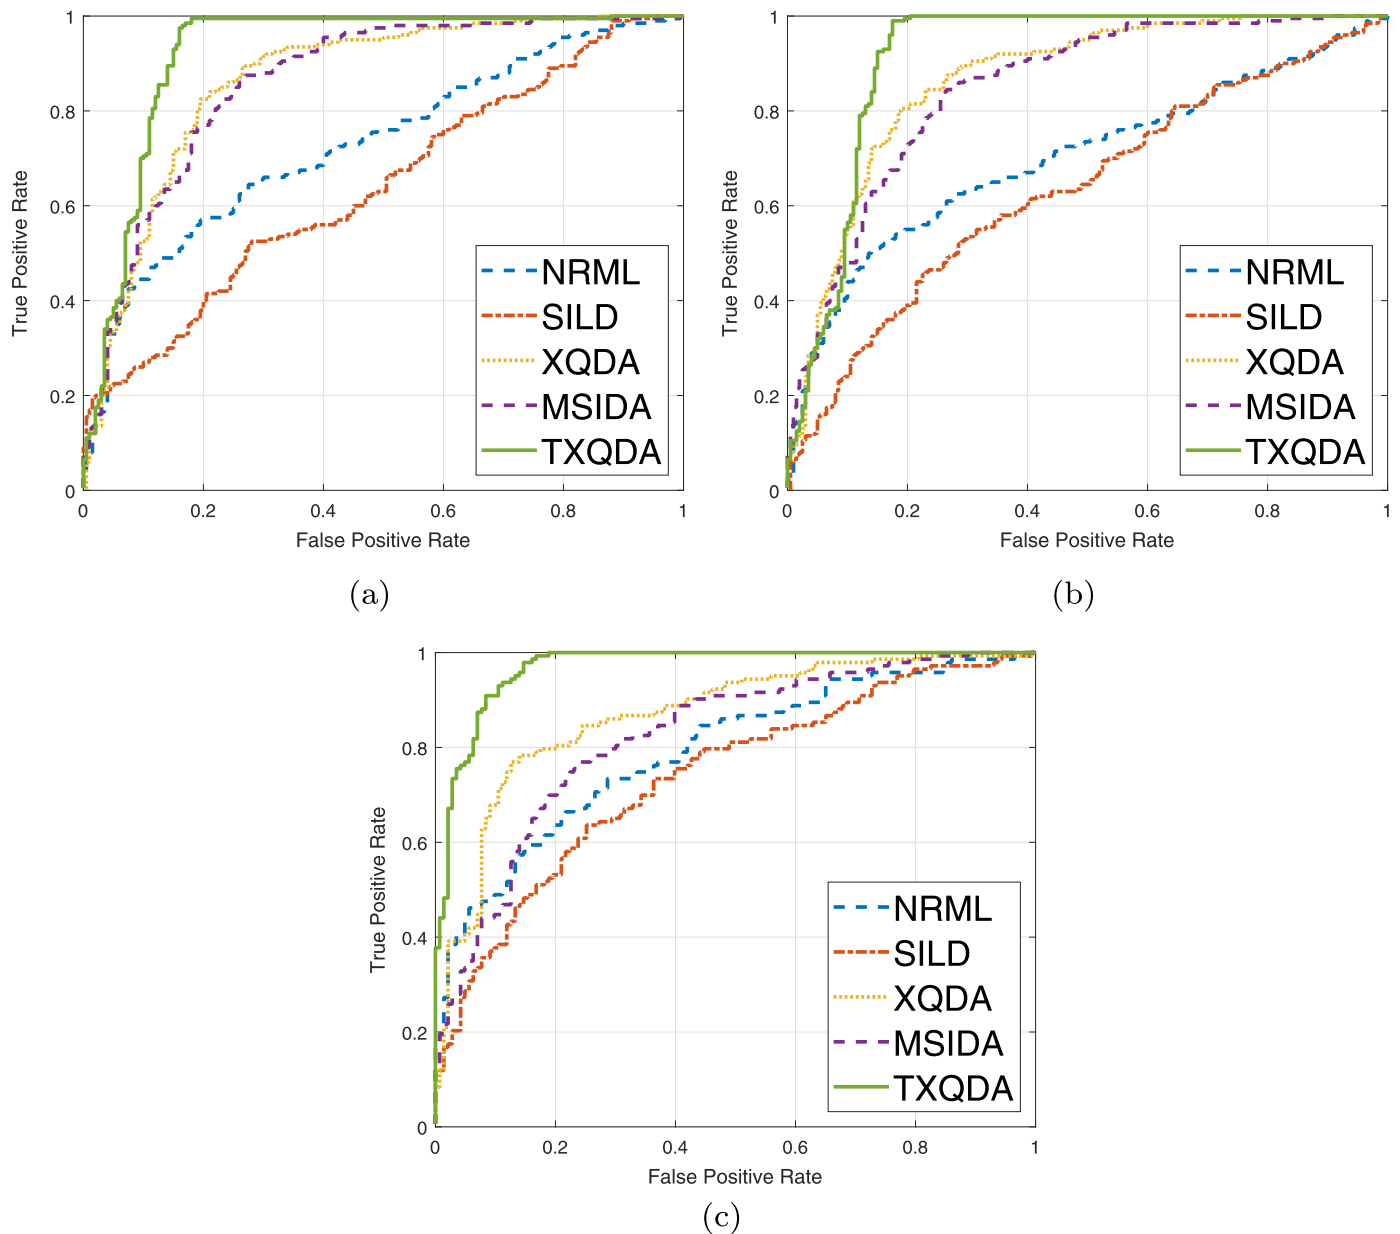 1
0.8
0.6
0.4
0.2
0
True Positive Rate
NRML
SILD
XQDA
MSIDA
TXQDA
0 0.2 0.4 0.6 0.8 1
False Positive Rate
(a)
1
0.8
0.6
0.4
0.2
0
True Positive Rate
NRML
SILD
XQDA
MSIDA
TXQDA
0 0.2 0.4 0.6 0.8 1
False Positive Rate
(b)
1
0.8
0.6
0.4
0.2
0
True Positive Rate
NRML
SILD
XQDA
MSIDA
TXQDA
0 0.2 0.4 0.6 0.8 1
False Positive Rate
(c)